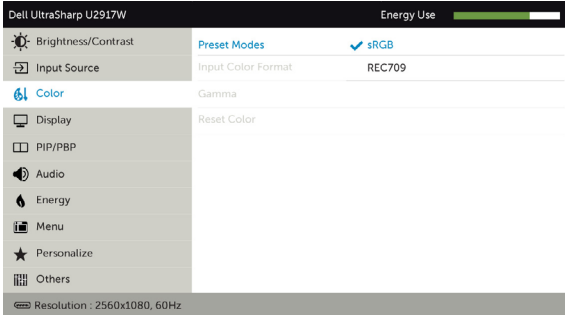 Dell UltraSharp U2917W Energy Use
Brightness/Contrast
Input Source
Color
Display
PIP/PBP
Audio
Energy
Menu
Personalize
Others
Preset Modes sRGB
Input Color Format REC709
Gamma
Reset Color
Resolution : 2560x1080, 60Hz